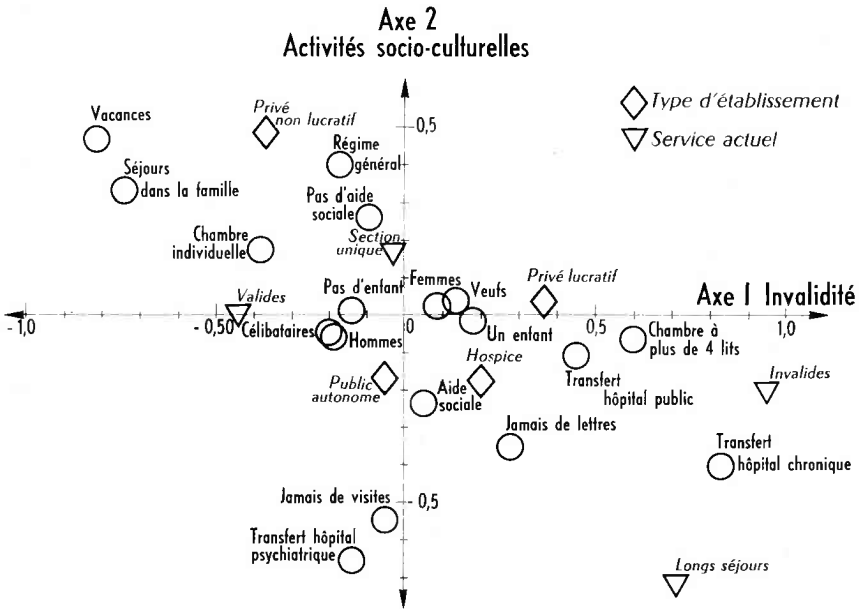 Axe 2
Activités socio-culturelles
Vacances
Privé
non lucratif
0,5
Type d'établissement
Service actuel
Régime
général
Séjours
dans la famille
Pas d'aide
sociale
Chambre
individuelle
Section
unique
Valides
Pas d'enfant
Femmes
Veufs
Privé lucratif
Axe I Invalidité
- 1,0
- 0,50
0
0,5
1,0
Célibataires
Hommes
Un enfant
Chambre à
plus de 4 lits
Hospice
Public
autonome
Aide
sociale
Transfert
hôpital public
Invalides
Jamais de lettres
Transfert
hôpital chronique
Jamais de visites
- 0,5
Transfert hôpital
psychiatrique
Longs séjours